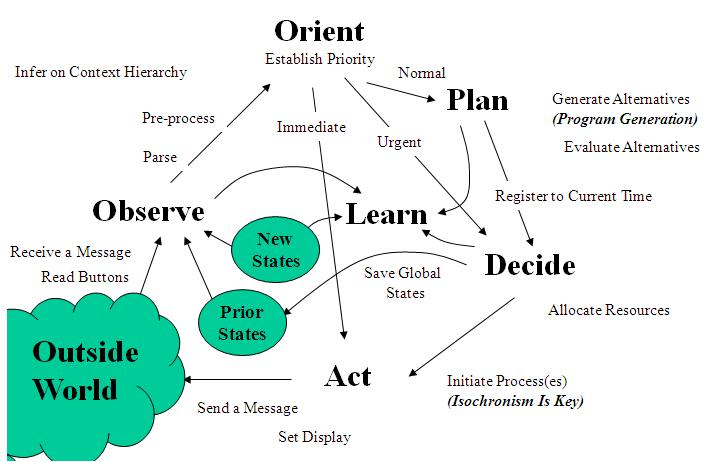 Orient
Establish Priority
Infer on Context Hierarchy
Normal
Plan
Generate Alternatives
(Program Generation)
Pre-process
Immediate
Urgent
Evaluate Alternatives
Parse
Register to Current Time
Observe
Learn
New
States
Receive a Message
Read Buttons
Decide
Save Global
States
Prior
States
Allocate Resources
Outside
World
Act
Initiate Process(es)
(Isochronism Is Key)
Send a Message
Set Display